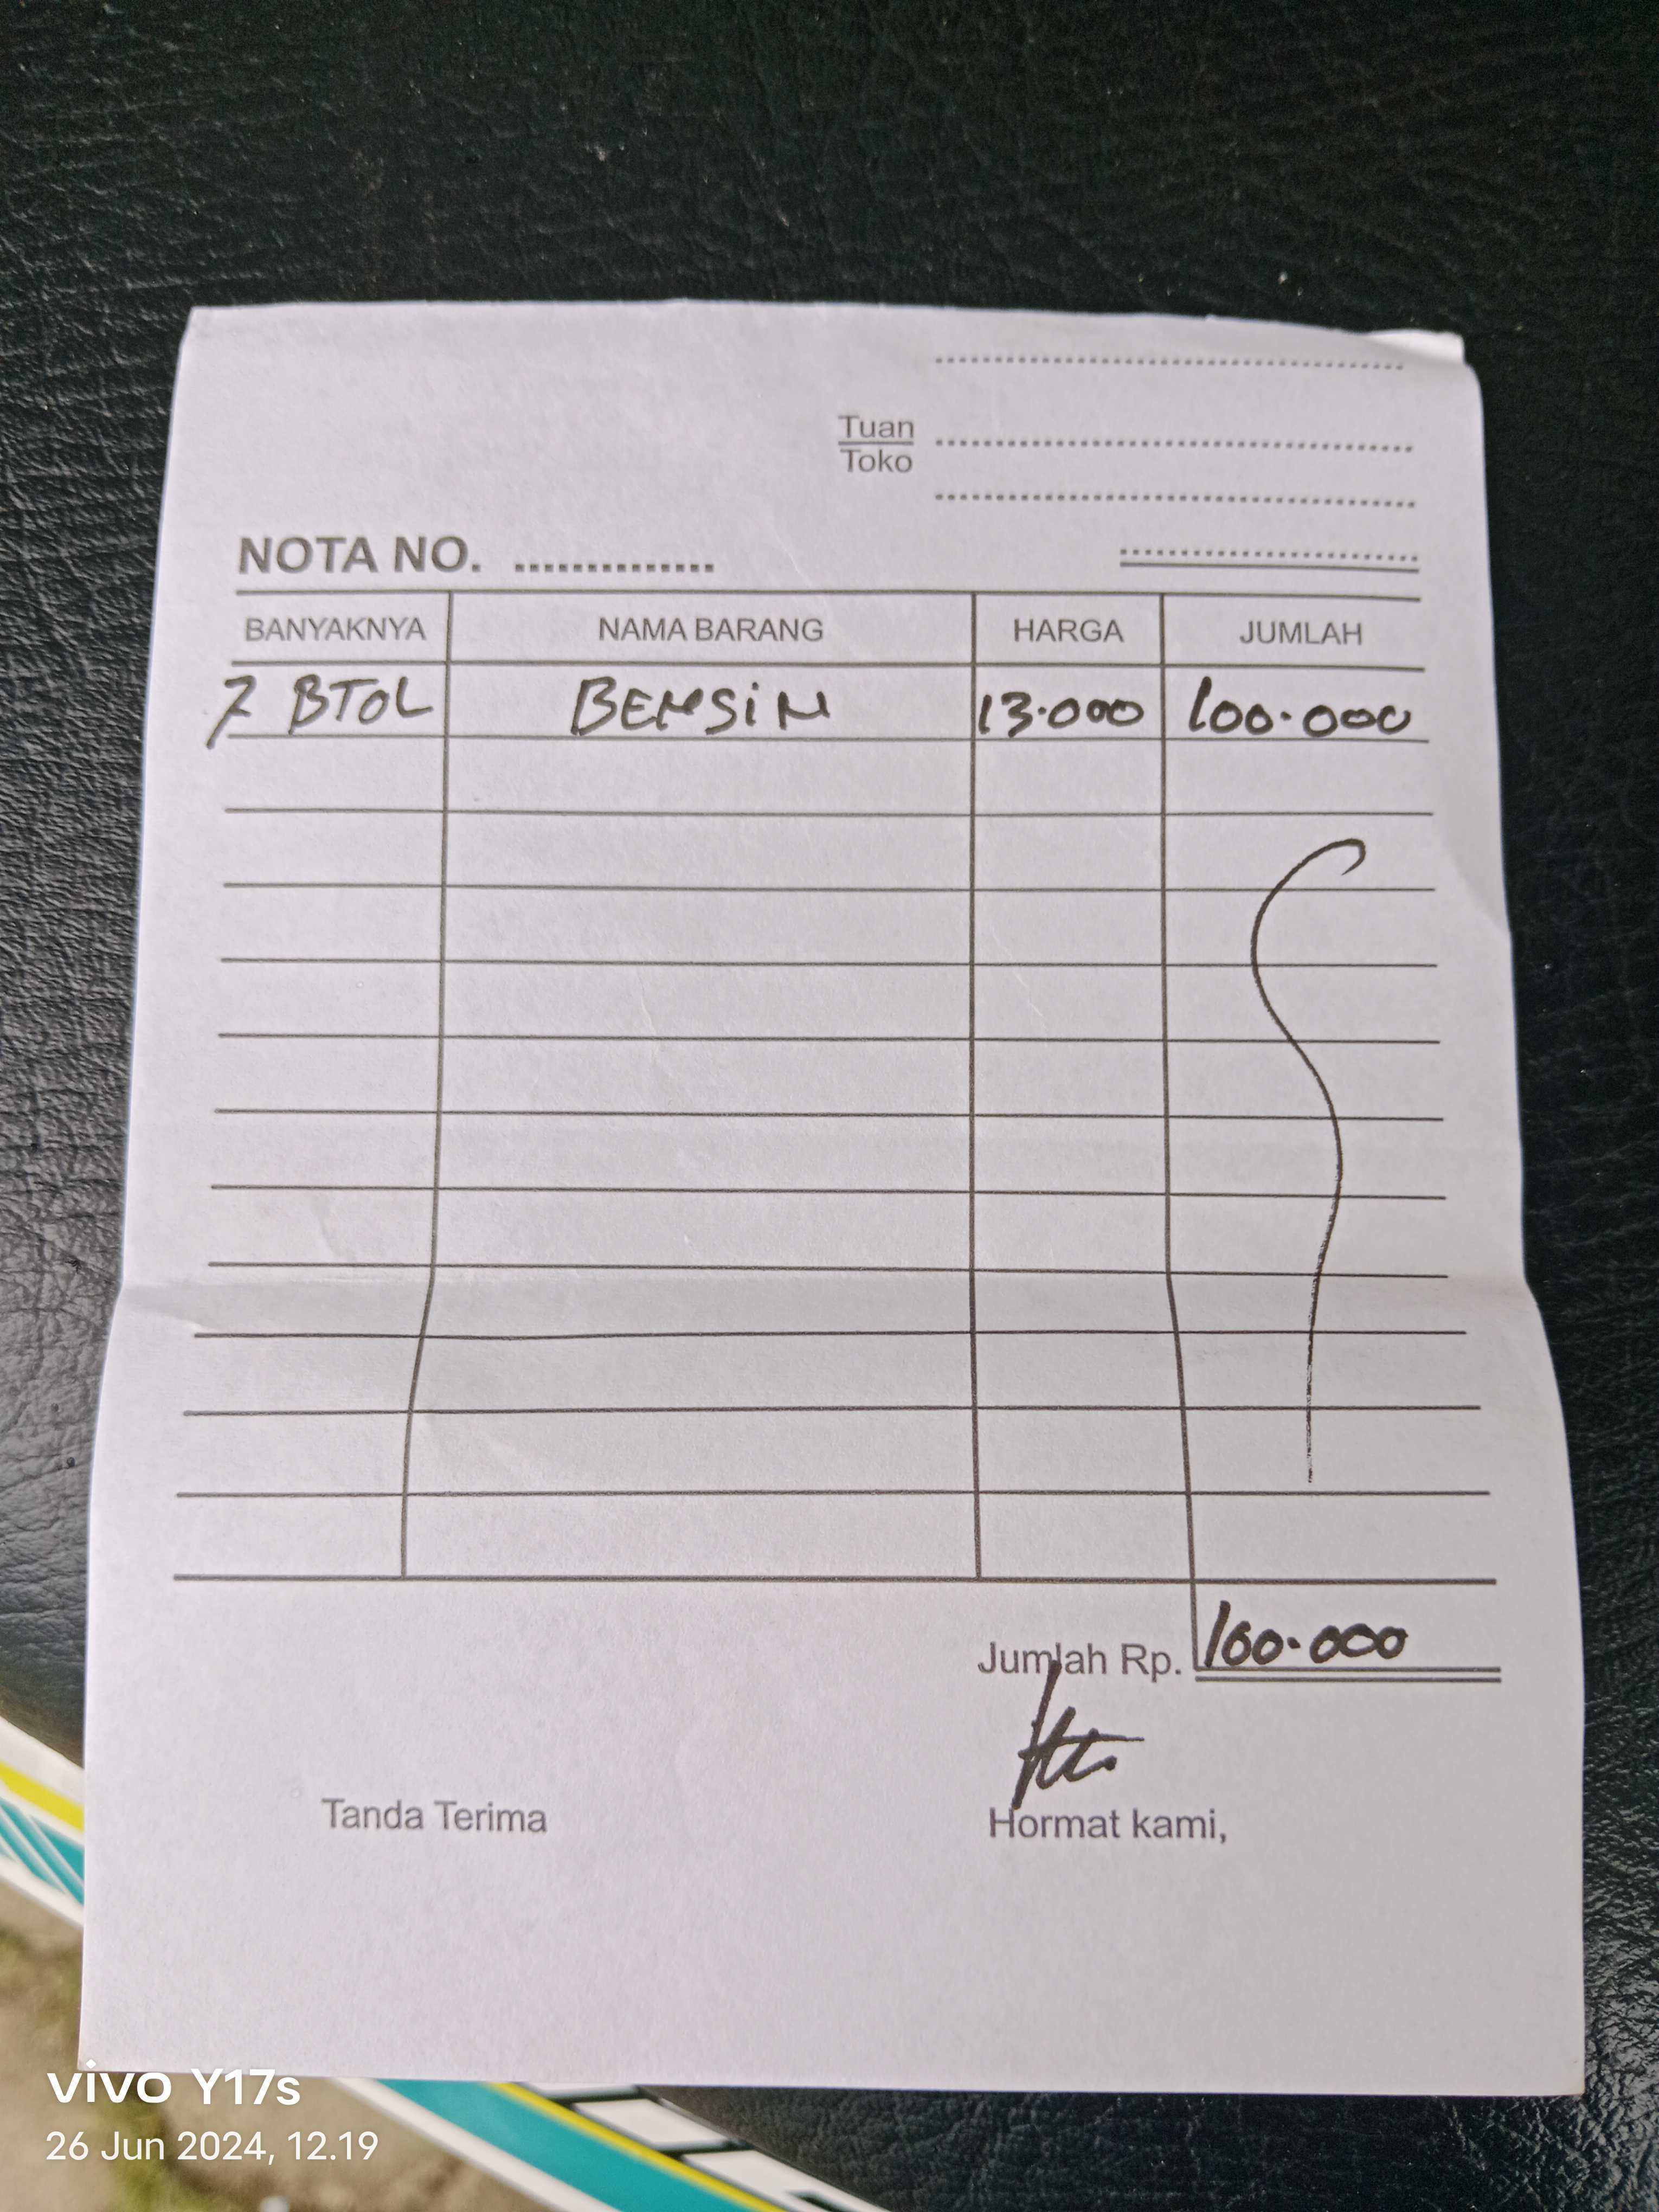 Tuan
Toko
NOTA NO. ..............
BANYAKNYA NAMA BARANG HARGA JUMLAH
7 BTOL BENSIN 13.000 100.000
Jumlah Rp. 100.000
Tanda Terima Hormat kami,
vivo Y17s
26 Jun 2024, 12.19